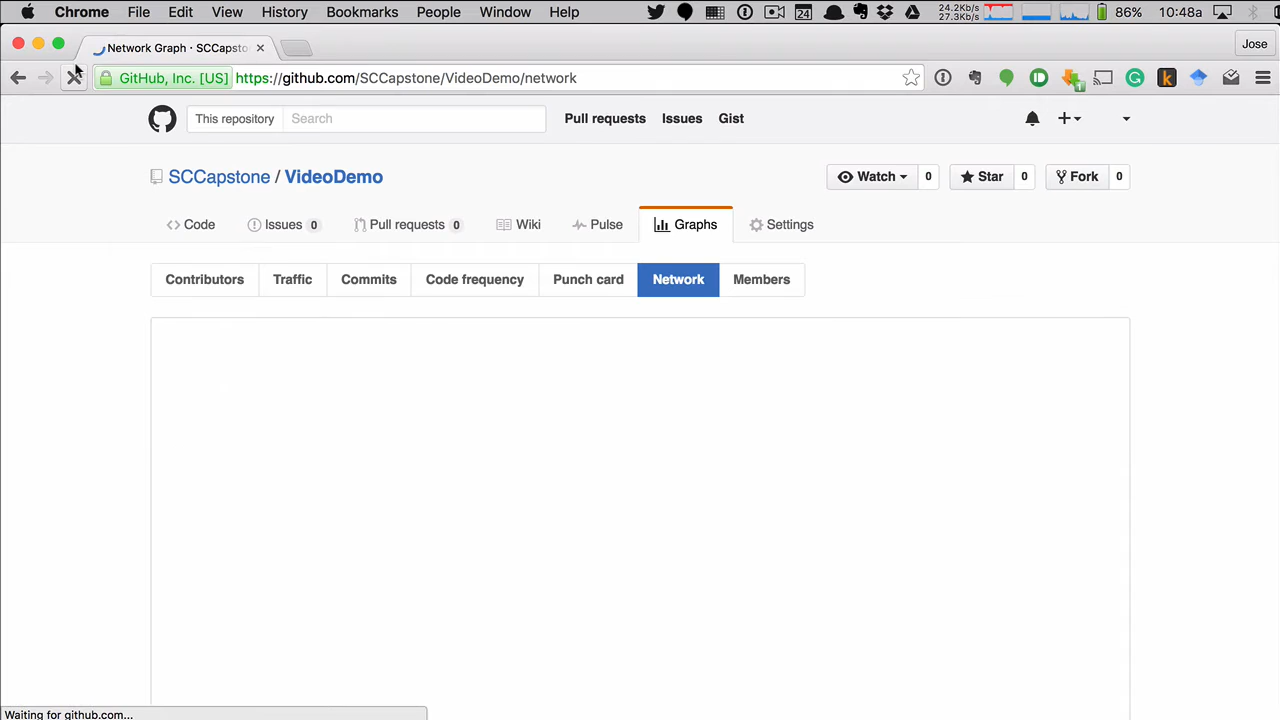 Chrome File Edit View History Bookmarks People Window Help 24.2Kb/s 27.3Kb/s 24 86% 10:48a
Network Graph · SCCapsto
Jose
GitHub, Inc. [US] https://github.com/SCCapstone/VideoDemo/network
This repository Search Pull requests Issues Gist
SCCapstone / VideoDemo Watch 0 Star 0 Fork 0
Code Issues 0 Pull requests 0 Wiki Pulse Graphs Settings
Contributors Traffic Commits Code frequency Punch card Network Members
Waiting for github.com...